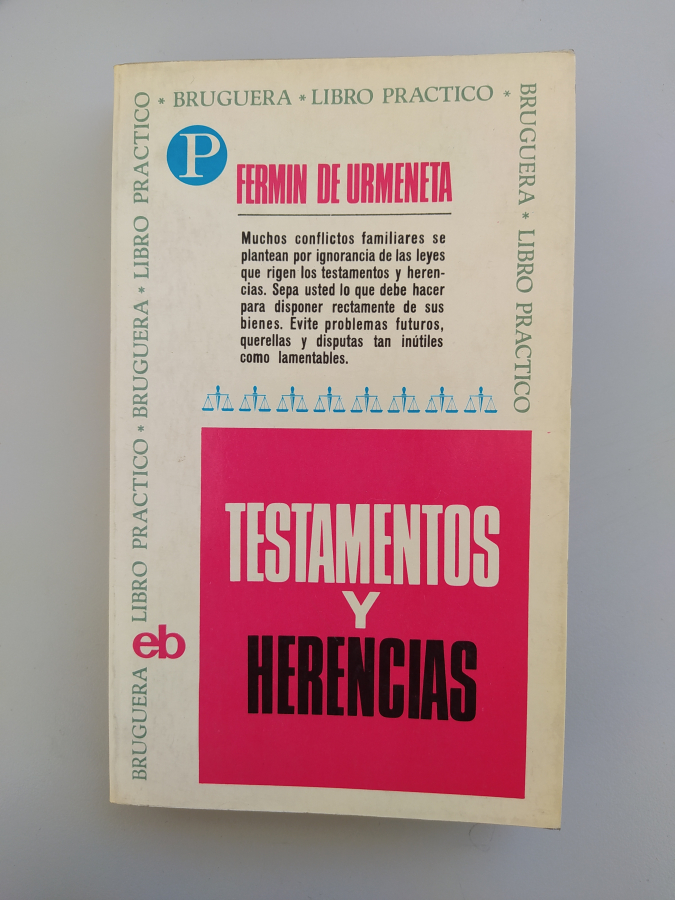 * BRUGUERA * LIBRO PRACTICO *
BRUGUERA * LIBRO PRACTICO
BRUGUERA * LIBRO PRACTICO * BRUGUERA * LIBRO PRACTICO
P
FERMIN DE URMENETA
Muchos conflictos familiares se
plantean por ignorancia de las leyes
que rigen los testamentos y heren-
cias. Sepa usted lo que debe hacer
para disponer rectamente de sus
bienes. Evite problemas futuros,
querellas y disputas tan inútiles
como lamentables.
TESTAMENTOS
Y
HERENCIAS
eb